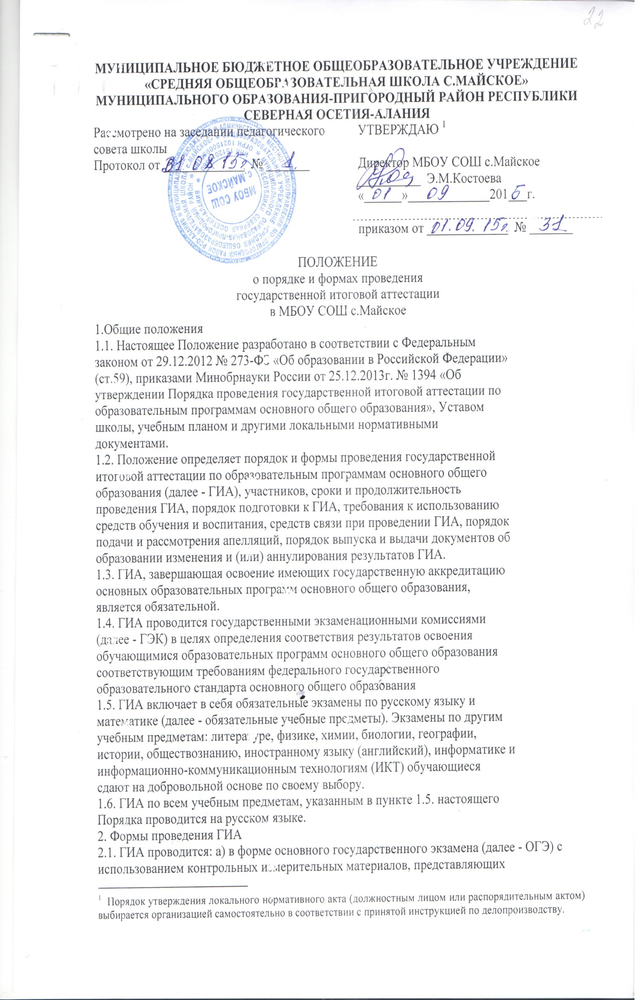 22
МУНИЦИПАЛЬНОЕ БЮДЖЕТНОЕ ОБЩЕОБРАЗОВАТЕЛЬНОЕ УЧРЕЖДЕНИЕ
«СРЕДНЯЯ ОБЩЕОБРАЗОВАТЕЛЬНАЯ ШКОЛА С.МАЙСКОЕ»
МУНИЦИПАЛЬНОГО ОБРАЗОВАНИЯ-ПРИГОРОДНЫЙ РАЙОН РЕСПУБЛИКИ
СЕВЕРНАЯ ОСЕТИЯ-АЛАНИЯ
Рассмотрено на заседании педагогического
совета школы
Протокол от 31 08.15г. № 1.
МБОУ СОШ
с. МАЙСКОЕ
УТВЕРЖДАЮ 1
Директор МБОУ СОШ с.Майское
Э.М.Костоева
« 01 » 09 2015 г.
приказом от 01.09.15г. № 31
ПОЛОЖЕНИЕ
о порядке и формах проведения
государственной итоговой аттестации
в МБОУ СОШ с.Майское
1.Общие положения
1.1. Настоящее Положение разработано в соответствии с Федеральным
законом от 29.12.2012 № 273-ФЗ «Об образовании в Российской Федерации»
(ст.59), приказами Минобрнауки России от 25.12.2013г. № 1394 «Об
утверждении Порядка проведения государственной итоговой аттестации по
образовательным программам основного общего образования», Уставом
школы, учебным планом и другими локальными нормативными
документами.
1.2. Положение определяет порядок и формы проведения государственной
итоговой аттестации по образовательным программам основного общего
образования (далее - ГИА), участников, сроки и продолжительность
проведения ГИА, порядок подготовки к ГИА, требования к использованию
средств обучения и воспитания, средств связи при проведении ГИА, порядок
подачи и рассмотрения апелляций, порядок выпуска и выдачи документов об
образовании изменения и (или) аннулирования результатов ГИА.
1.3. ГИА, завершающая освоение имеющих государственную аккредитацию
основных образовательных программ основного общего образования,
является обязательной.
1.4. ГИА проводится государственными экзаменационными комиссиями
(далее - ГЭК) в целях определения соответствия результатов освоения
обучающимися образовательных программ основного общего образования
соответствующим требованиям федерального государственного
образовательного стандарта основного общего образования
1.5. ГИА включает в себя обязательные экзамены по русскому языку и
математике (далее - обязательные учебные предметы). Экзамены по другим
учебным предметам: литературе, физике, химии, биологии, географии,
истории, обществознанию, иностранному языку (английский), информатике и
информационно-коммуникационным технологиям (ИКТ) обучающиеся
сдают на добровольной основе по своему выбору.
1.6. ГИА по всем учебным предметам, указанным в пункте 1.5. настоящего
Порядка проводится на русском языке.
2. Формы проведения ГИА
2.1. ГИА проводится: а) в форме основного государственного экзамена (далее - ОГЭ) с
использованием контрольных измерительных материалов, представляющих
1 Порядок утверждения локального нормативного акта (должностным лицом или распорядительным актом)
выбирается организацией самостоятельно в соответствии с принятой инструкцией по делопроизводству.